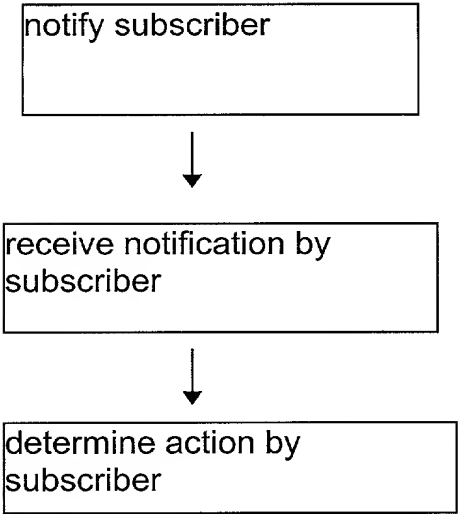 notify subscriber
receive notification by
subscriber
determine action by
subscriber